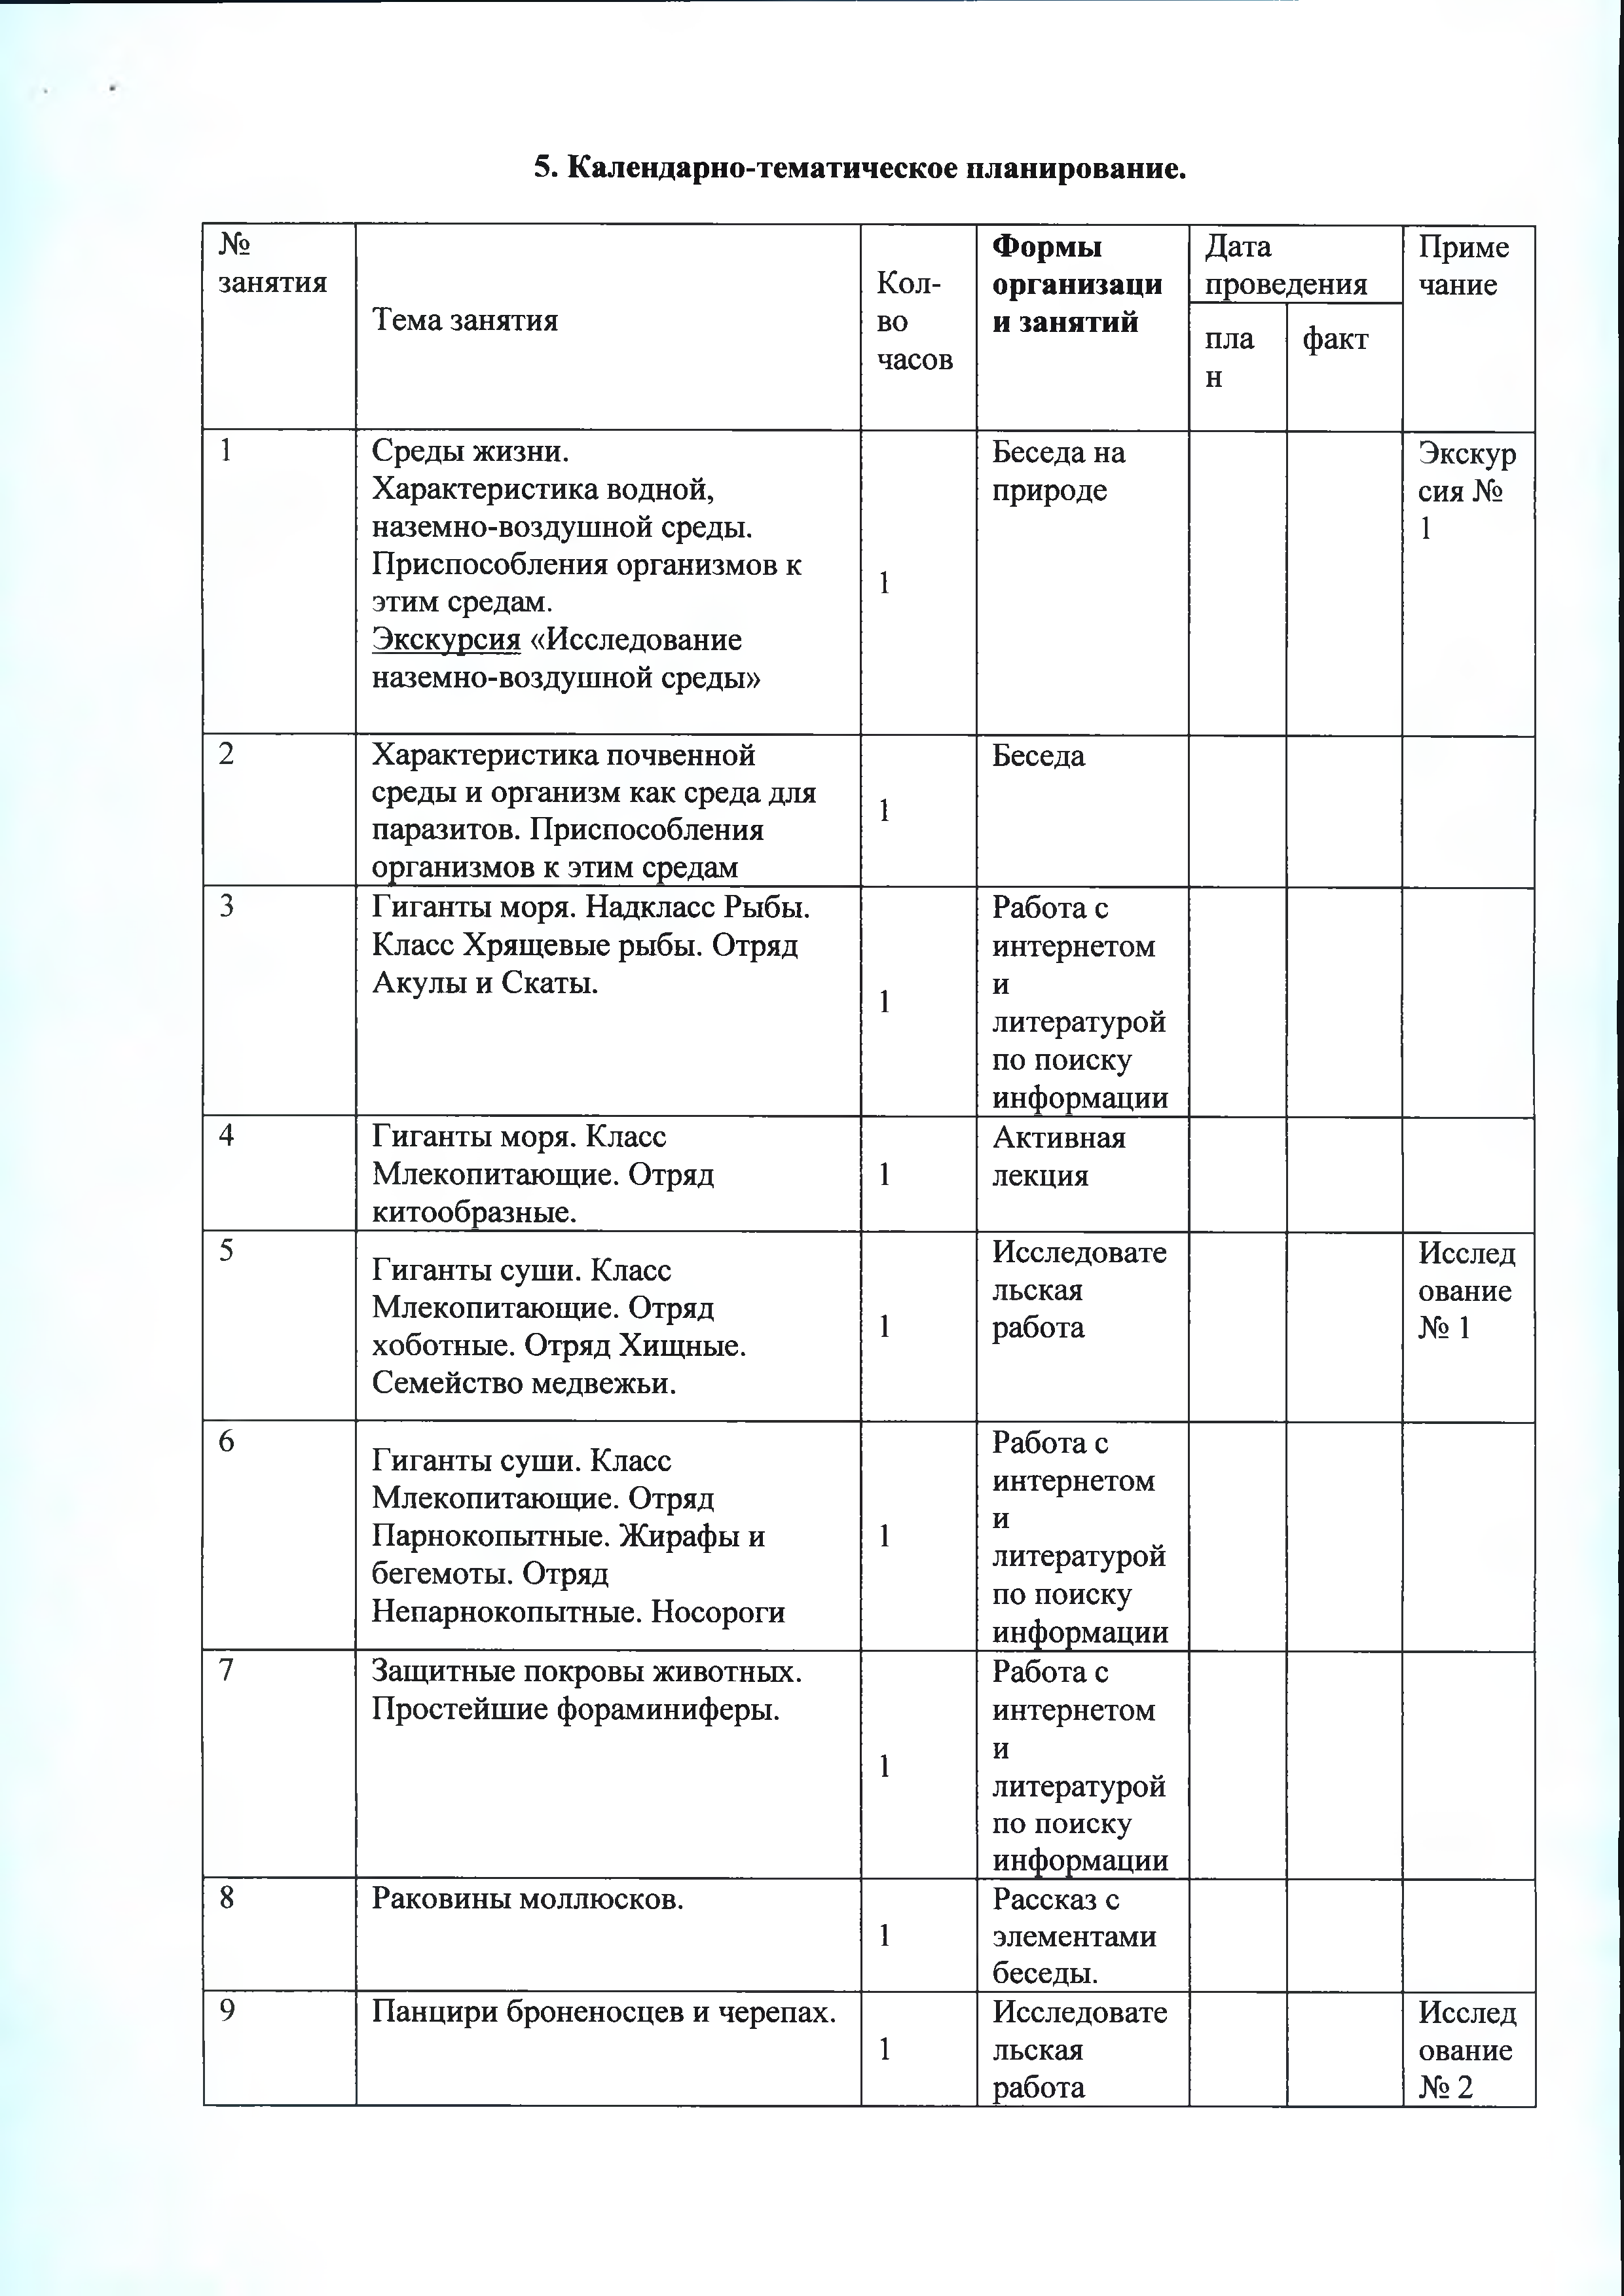 5. Календарно-тематическое планирование.
№
занятия
Тема занятия
Кол-
во
часов
Формы
организаци
и занятий
Дата
проведения
пла
н
факт
Приме
чание
1
Среды жизни.
Характеристика водной,
наземно-воздушной среды.
Приспособления организмов к
этим средам.
Экскурсия «Исследование
наземно-воздушной среды»
1
Беседа на
природе
Экскур
сия №
1
2
Характеристика почвенной
среды и организм как среда для
паразитов. Приспособления
организмов к этим средам
1
Беседа
3
Гиганты моря. Надкласс Рыбы.
Класс Хрящевые рыбы. Отряд
Акулы и Скаты.
1
Работа с
интернетом
и
литературой
по поиску
информации
4
Гиганты моря. Класс
Млекопитающие. Отряд
китообразные.
1
Активная
лекция
5
Гиганты суши. Класс
Млекопитающие. Отряд
хоботные. Отряд Хищные.
Семейство медвежьи.
1
Исследовате
льская
работа
Исслед
ование
№ 1
6
Гиганты суши. Класс
Млекопитающие. Отряд
Парнокопытные. Жирафы и
бегемоты. Отряд
Непарнокопытные. Носороги
1
Работа с
интернетом
и
литературой
по поиску
информации
7
Защитные покровы животных.
Простейшие фораминиферы.
1
Работа с
интернетом
и
литературой
по поиску
информации
8
Раковины моллюсков.
1
Рассказ с
элементами
беседы.
9
Панцири броненосцев и черепах.
1
Исследовате
льская
работа
Исслед
ование
№ 2